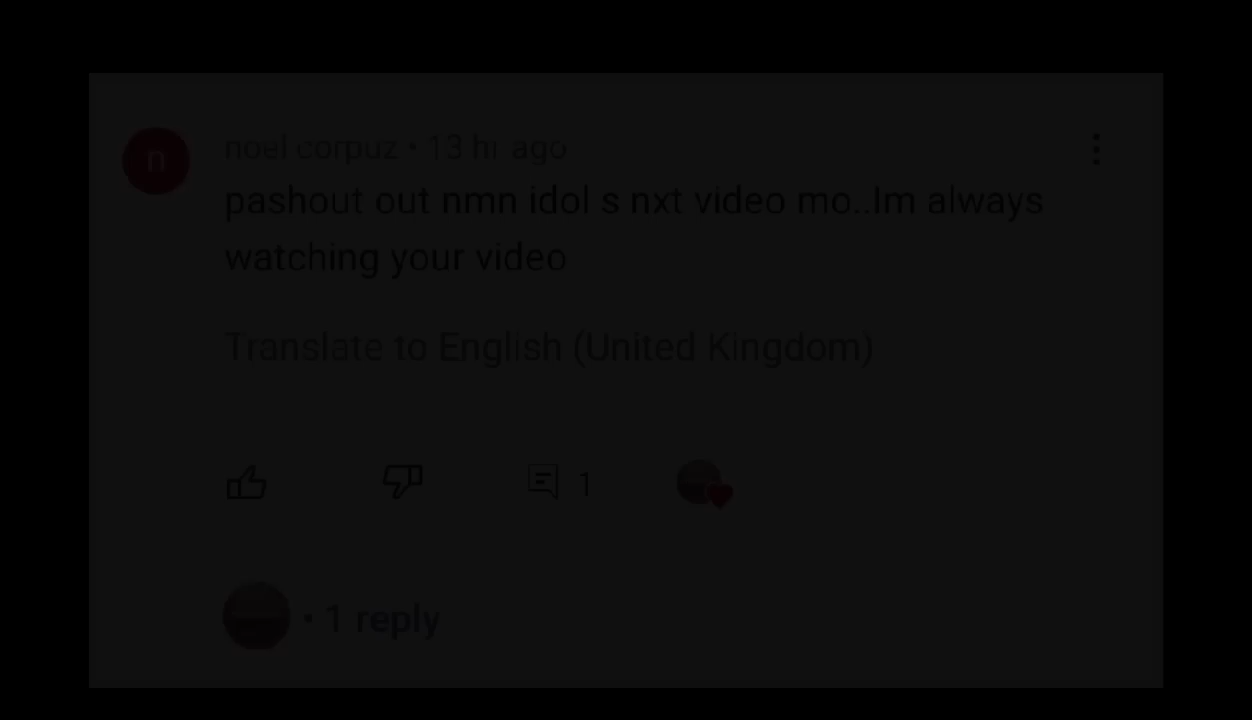 n
noel corpuz • 13 hr ago
pashout out nmn idol s nxt video mo..Im always
watching your video
Translate to English (United Kingdom)
1
• 1 reply